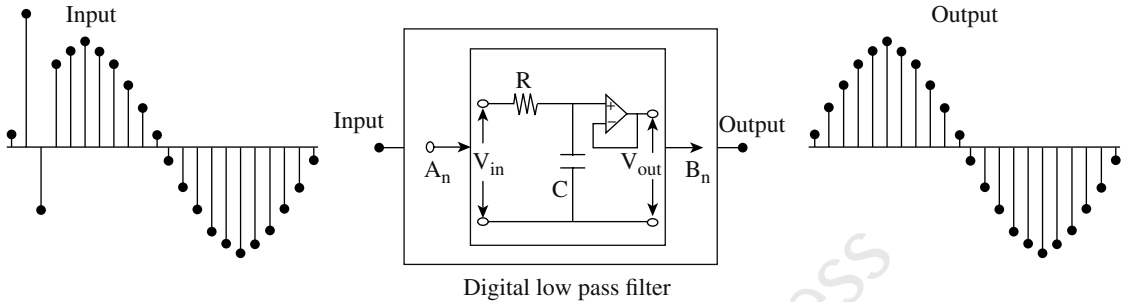 Input
Output
R
+
−
Input
Output
A_n
V_in
V_out
B_n
C
Digital low pass filter